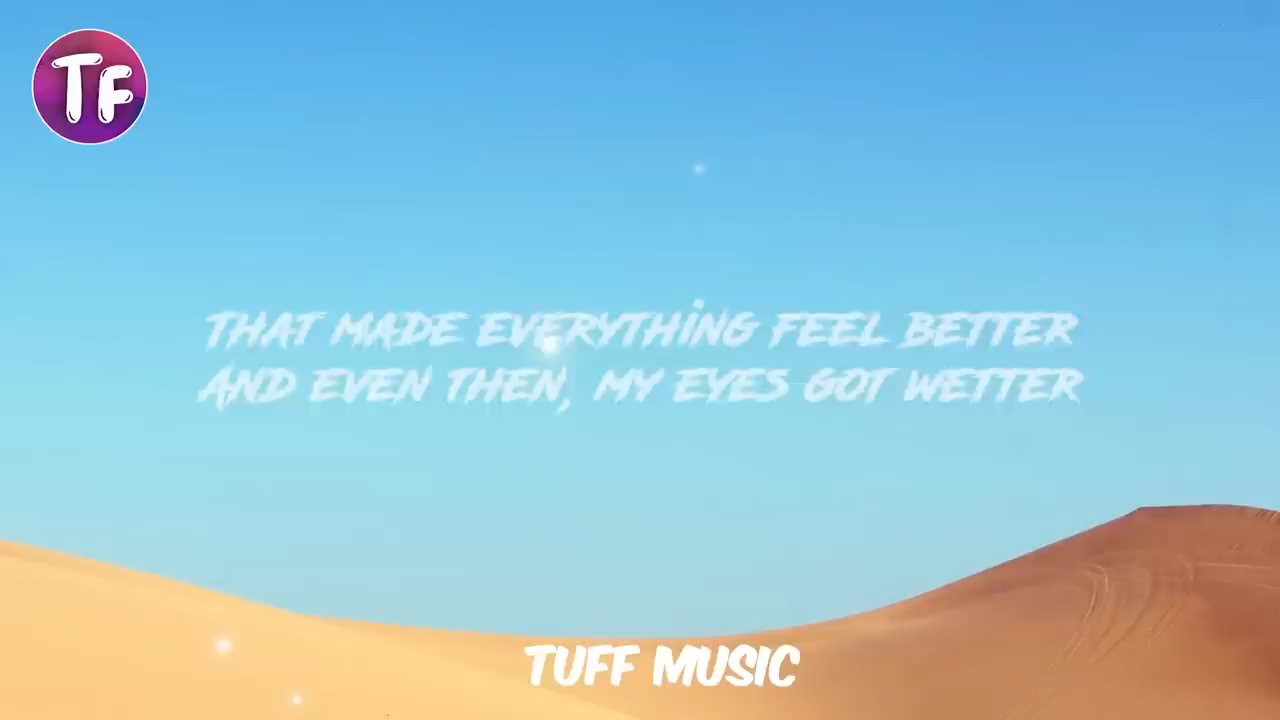 TF
THAT MADE EVERYTHING FEEL BETTER
AND EVEN THEN, MY EYES GOT WETTER
TUFF MUSIC